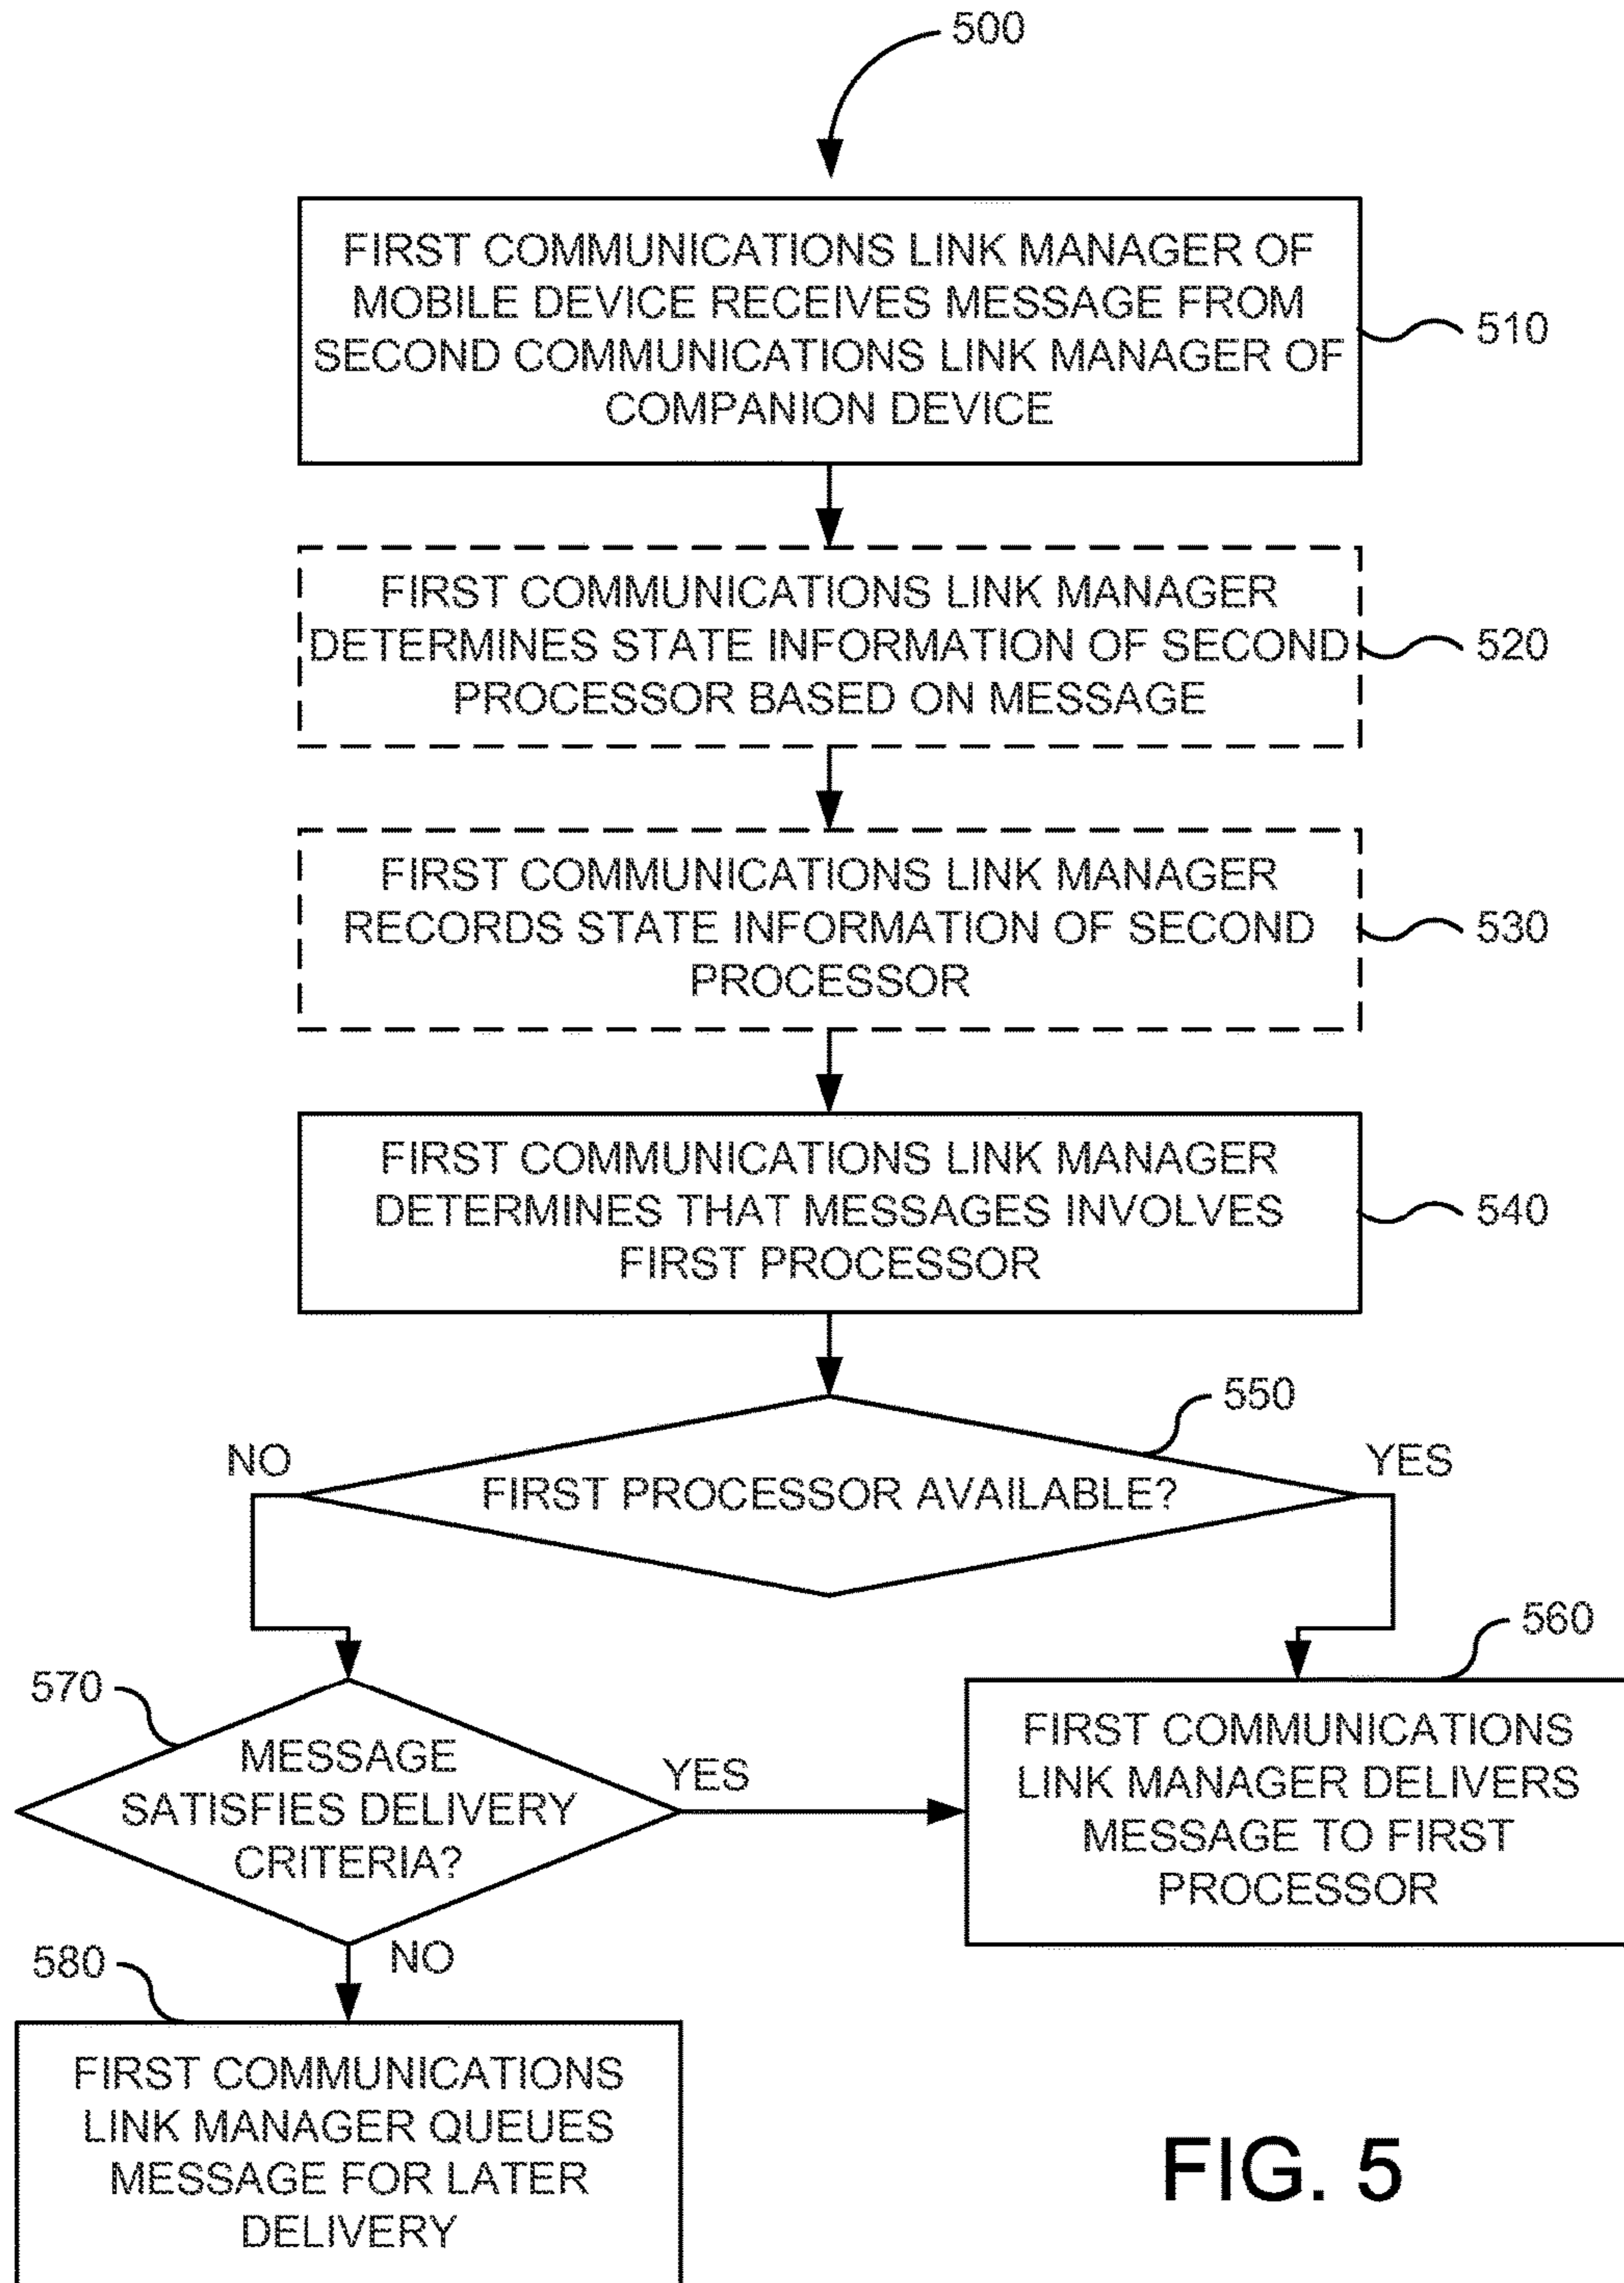 500
FIRST COMMUNICATIONS LINK MANAGER OF
MOBILE DEVICE RECEIVES MESSAGE FROM
SECOND COMMUNICATIONS LINK MANAGER OF
COMPANION DEVICE
510
FIRST COMMUNICATIONS LINK MANAGER
DETERMINES STATE INFORMATION OF SECOND
PROCESSOR BASED ON MESSAGE
520
FIRST COMMUNICATIONS LINK MANAGER
RECORDS STATE INFORMATION OF SECOND
PROCESSOR
530
FIRST COMMUNICATIONS LINK MANAGER
DETERMINES THAT MESSAGES INVOLVES
FIRST PROCESSOR
540
550
NO
YES
FIRST PROCESSOR AVAILABLE?
560
570
MESSAGE
SATISFIES DELIVERY
CRITERIA?
YES
NO
FIRST COMMUNICATIONS
LINK MANAGER DELIVERS
MESSAGE TO FIRST
PROCESSOR
580
FIRST COMMUNICATIONS
LINK MANAGER QUEUES
MESSAGE FOR LATER
DELIVERY
FIG. 5